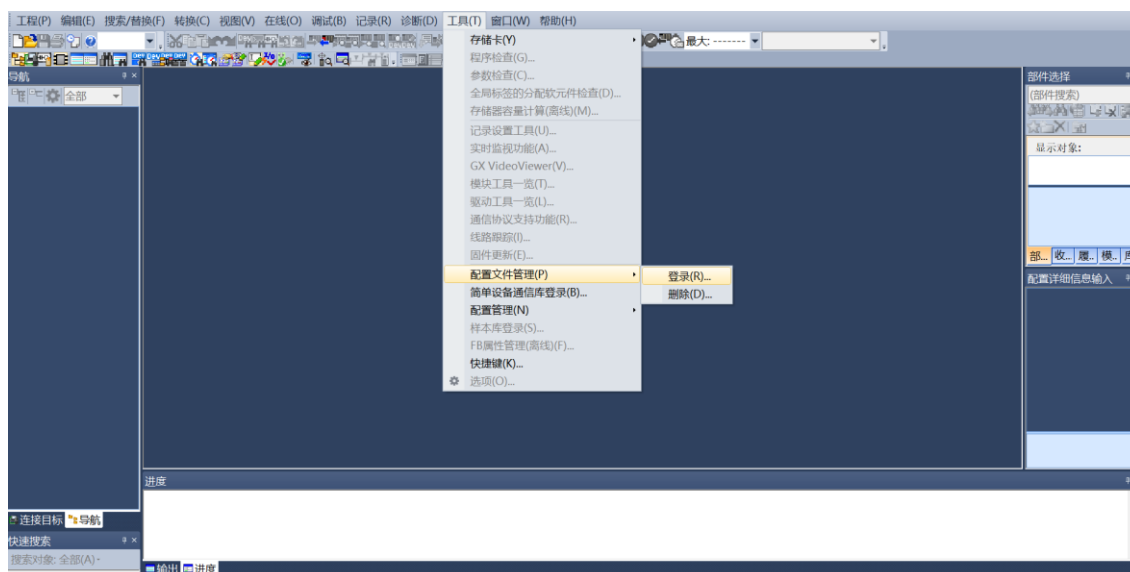 工程(P) 编辑(E) 搜索/替换(F) 转换(C) 视图(V) 在线(O) 调试(B) 记录(R) 诊断(D) 工具(T) 窗口(W) 帮助(H)
最大: -------
导航
全部
存储卡(Y)
程序检查(G)...
参数检查(C)...
全局标签的分配软元件检查(D)...
存储器容量计算(离线)(M)...
记录设置工具(U)...
实时监视功能(A)...
GX VideoViewer(V)...
模块工具一览(T)...
驱动工具一览(L)...
通信协议支持功能(R)...
线路跟踪(I)...
固件更新(E)...
配置文件管理(P)
登录(R)...
删除(D)...
简单设备通信库登录(B)...
配置管理(N)
样本库登录(S)...
FB属性管理(离线)(F)...
快捷键(K)...
选项(O)...
部件选择
(部件搜索)
显示对象:
部... 收... 履.. 模..
配置详细信息输入
进度
连接目标 导航
快速搜索
搜索对象: 全部(A)
输出 进度